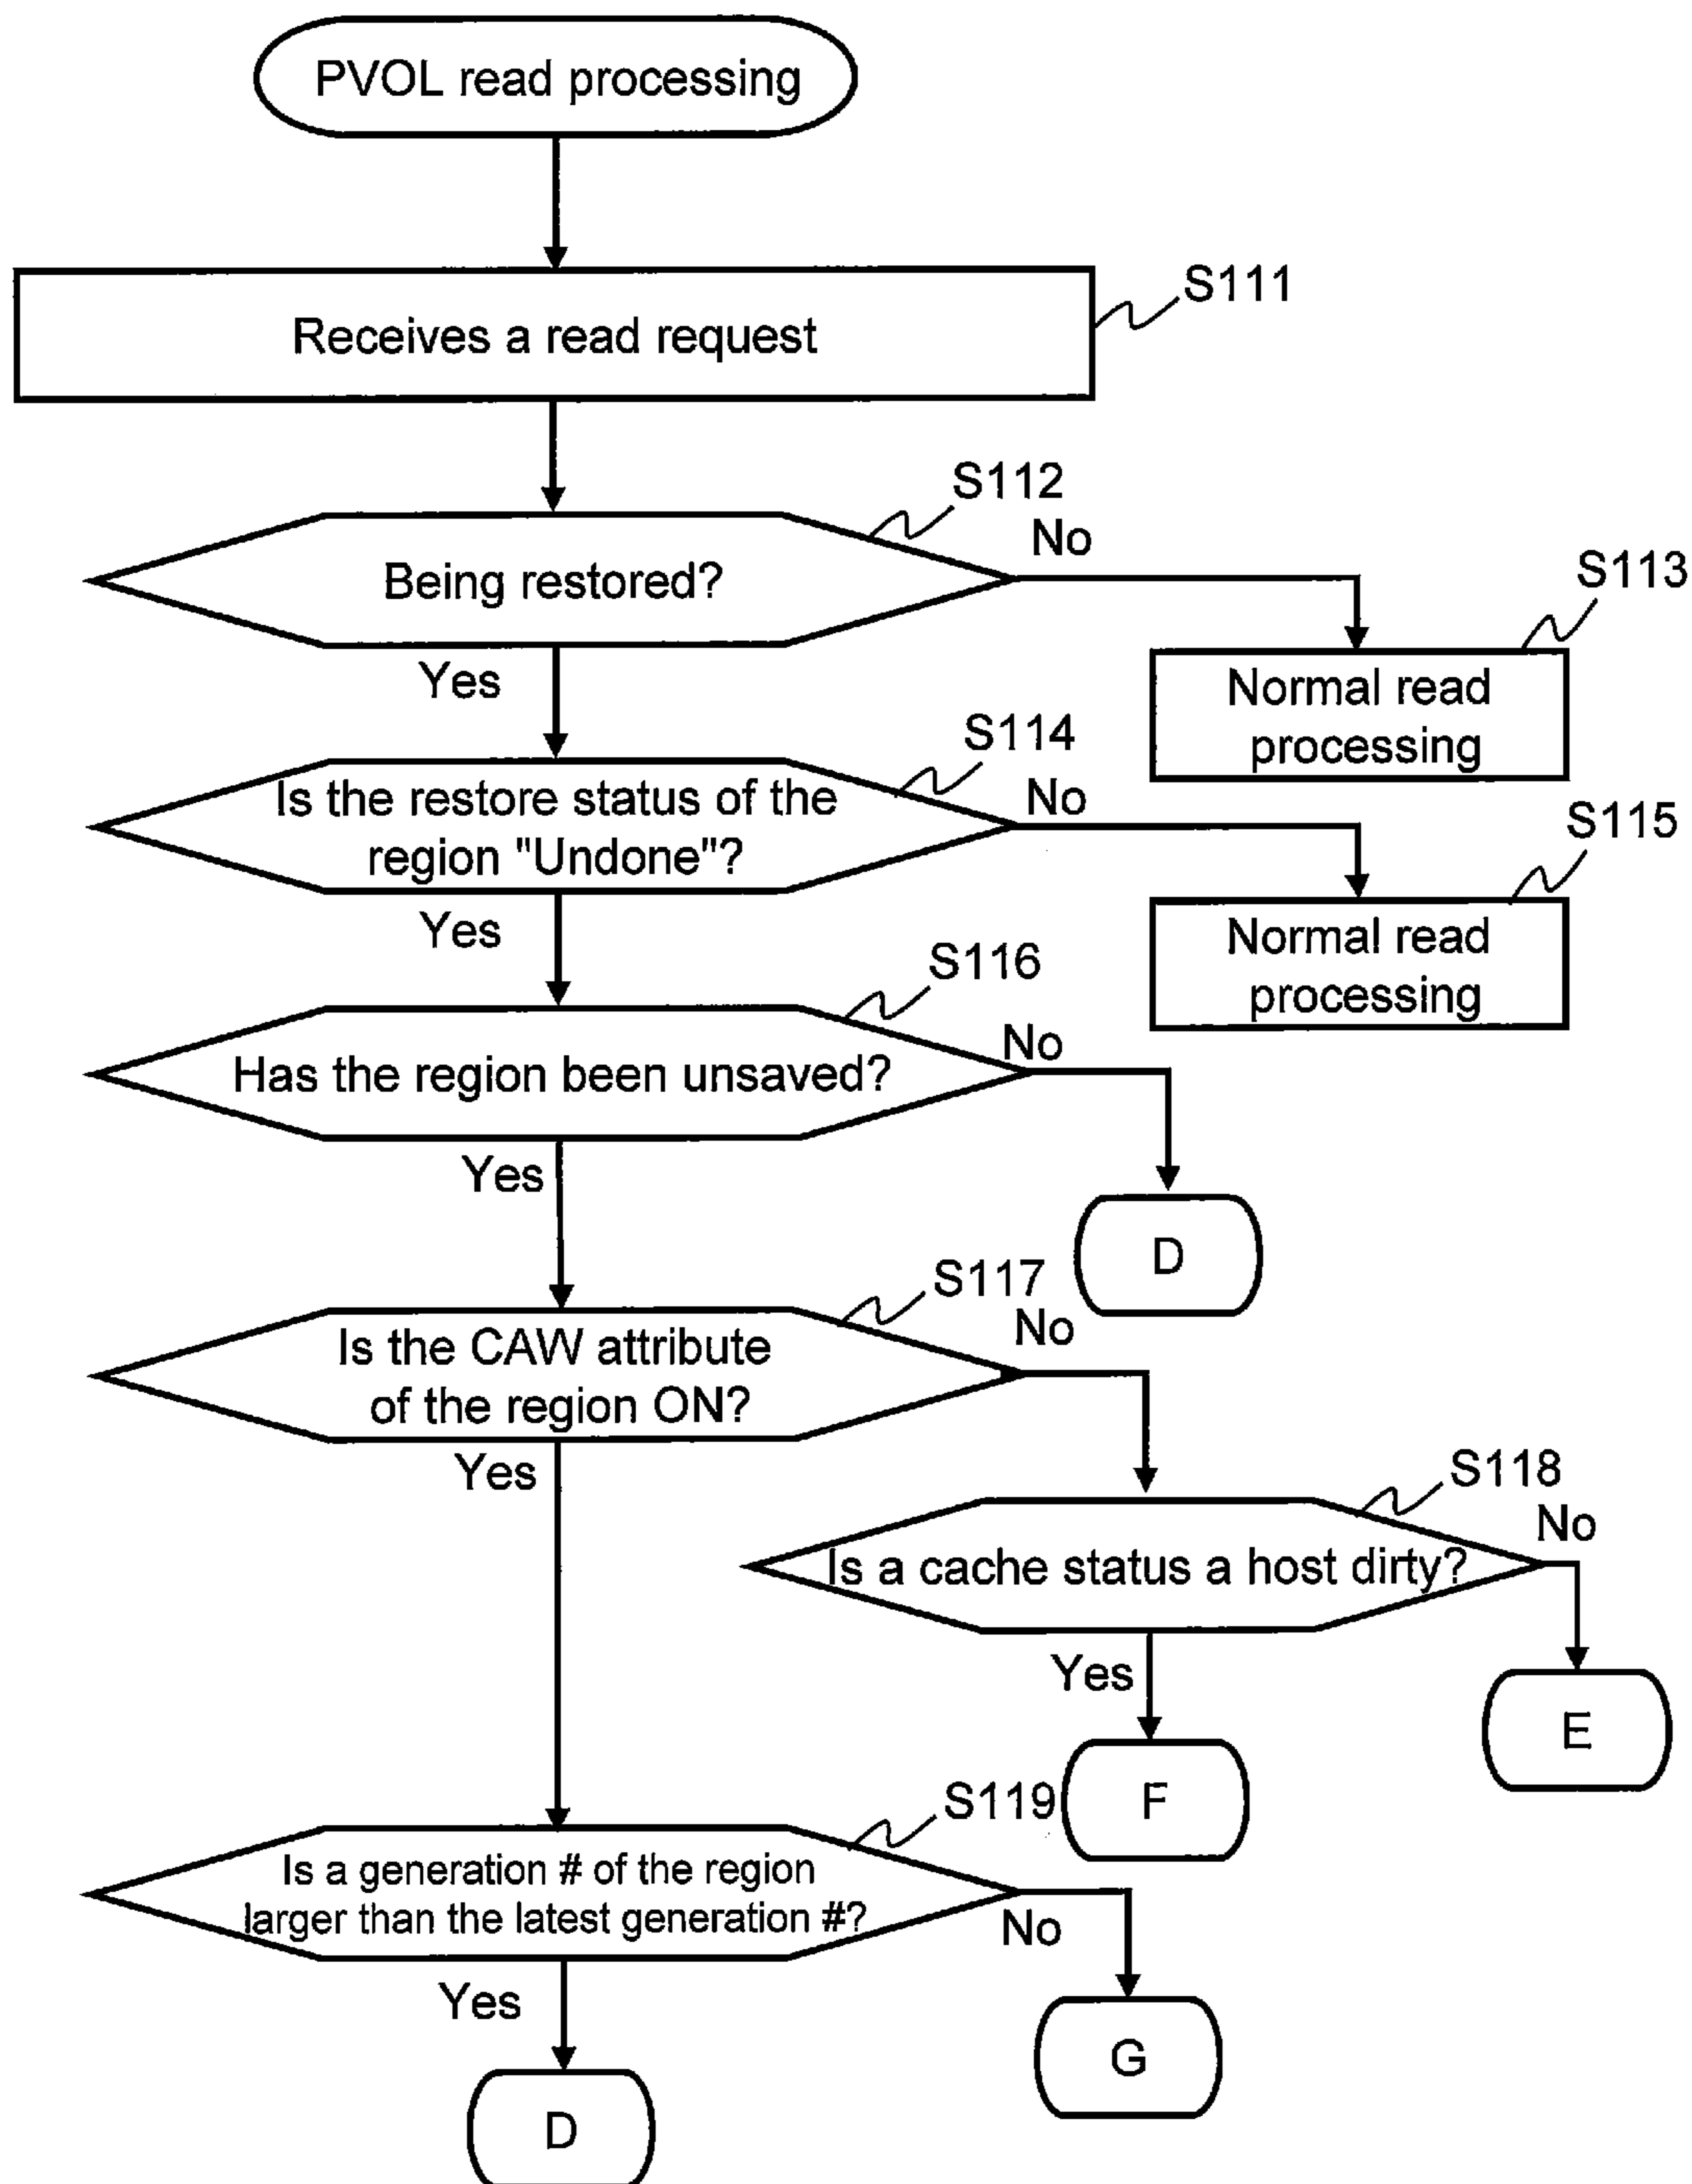 PVOL read processing
S111
Receives a read request
S112
Being restored?
No
Yes
S113
Normal read
processing
S114
Is the restore status of the
region "Undone"?
No
Yes
S115
Normal read
processing
S116
Has the region been unsaved?
No
Yes
D
S117
Is the CAW attribute
of the region ON?
No
Yes
S118
Is a cache status a host dirty?
No
Yes
E
F
S119
Is a generation # of the region
larger than the latest generation #?
No
Yes
G
D